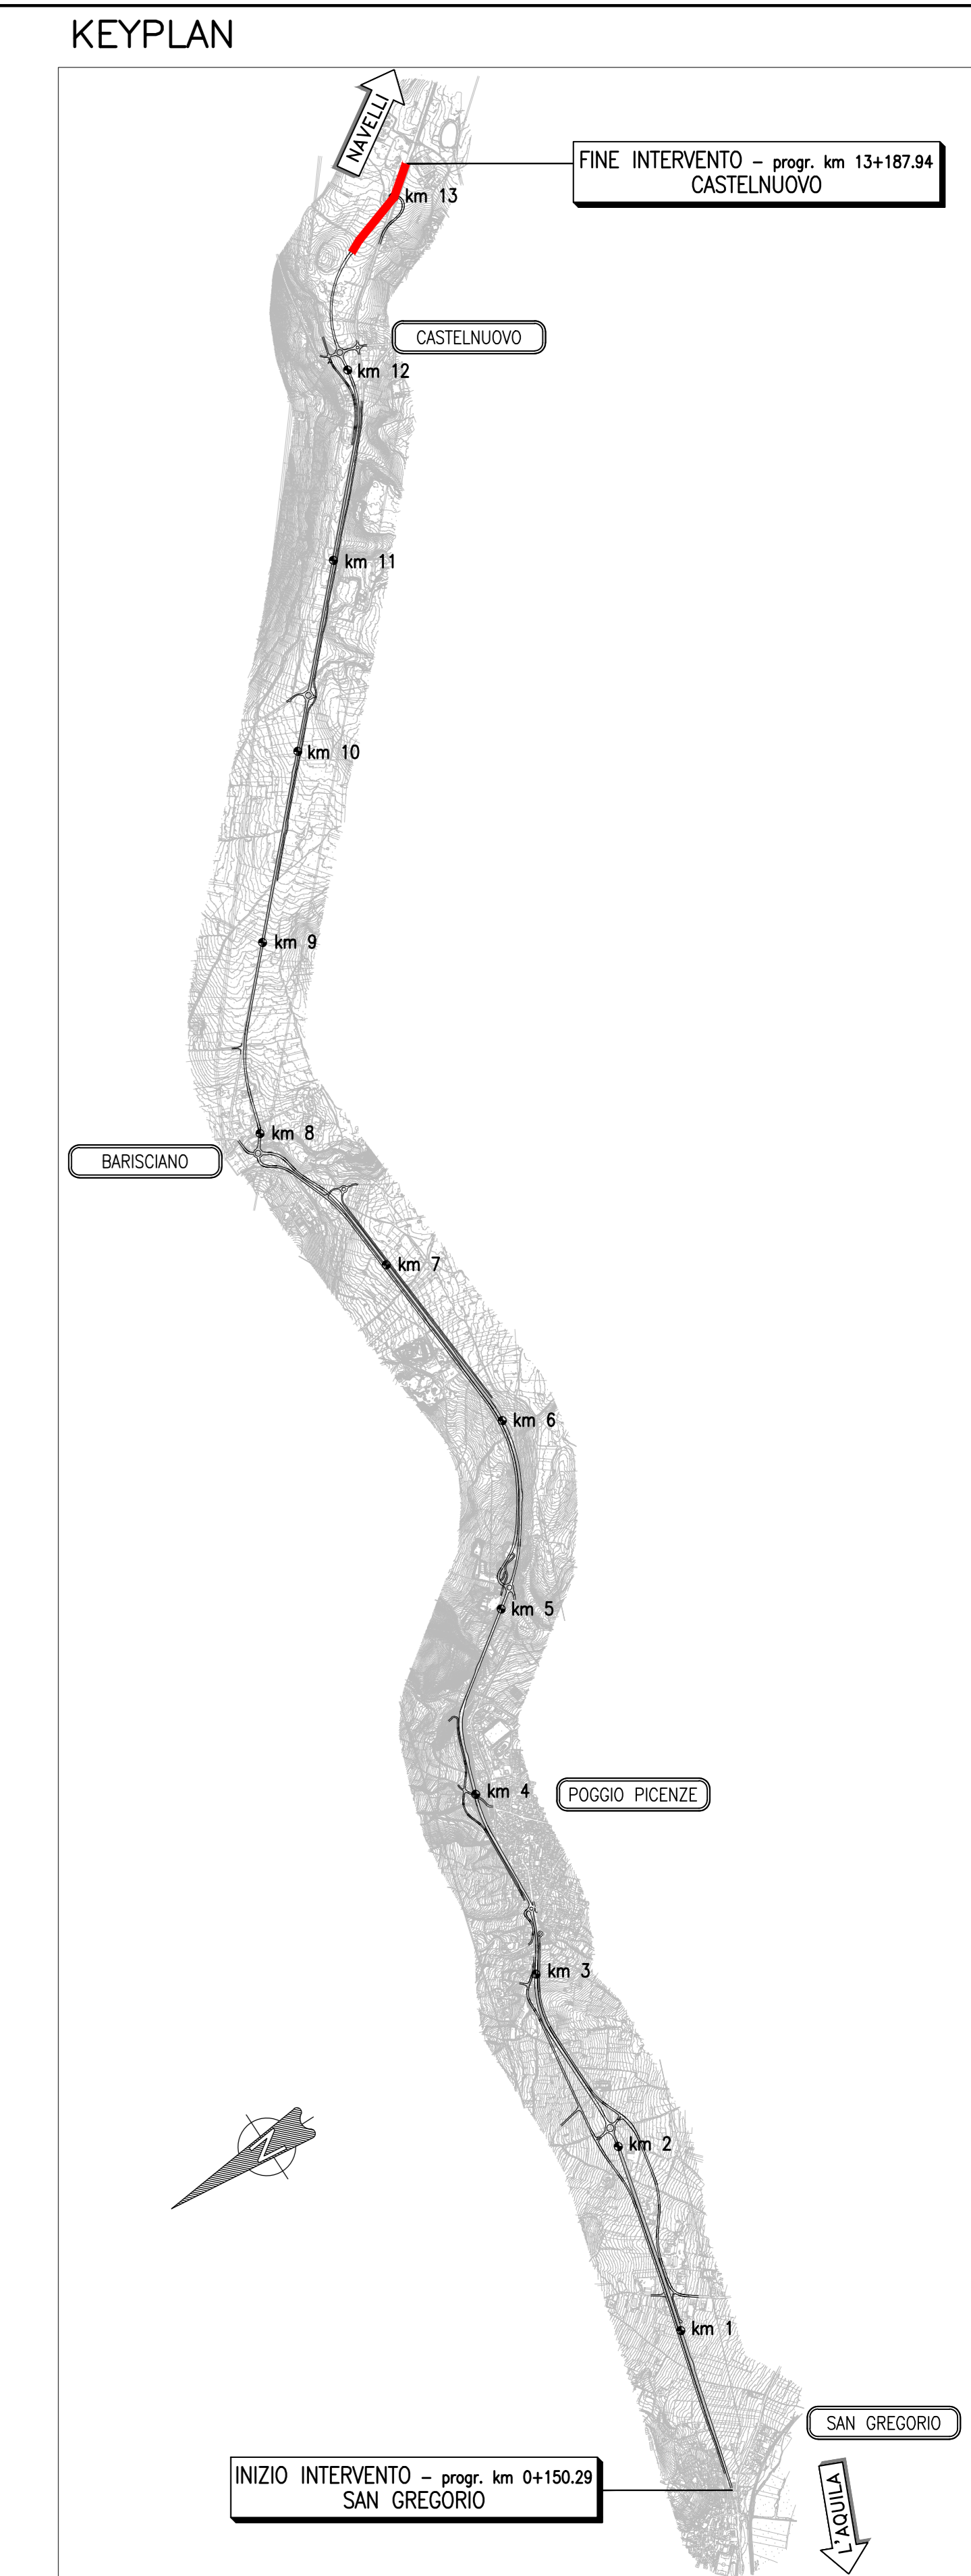 KEYPLAN
NAVELLI
FINE INTERVENTO – progr. km 13+187.94
CASTELNUOVO
km 13
CASTELNUOVO
km 12
km 11
km 10
km 9
km 8
BARISCIANO
km 7
km 6
km 5
km 4
POGGIO PICENZE
km 3
N
km 2
km 1
SAN GREGORIO
INIZIO INTERVENTO – progr. km 0+150.29
SAN GREGORIO
L'AQUILA